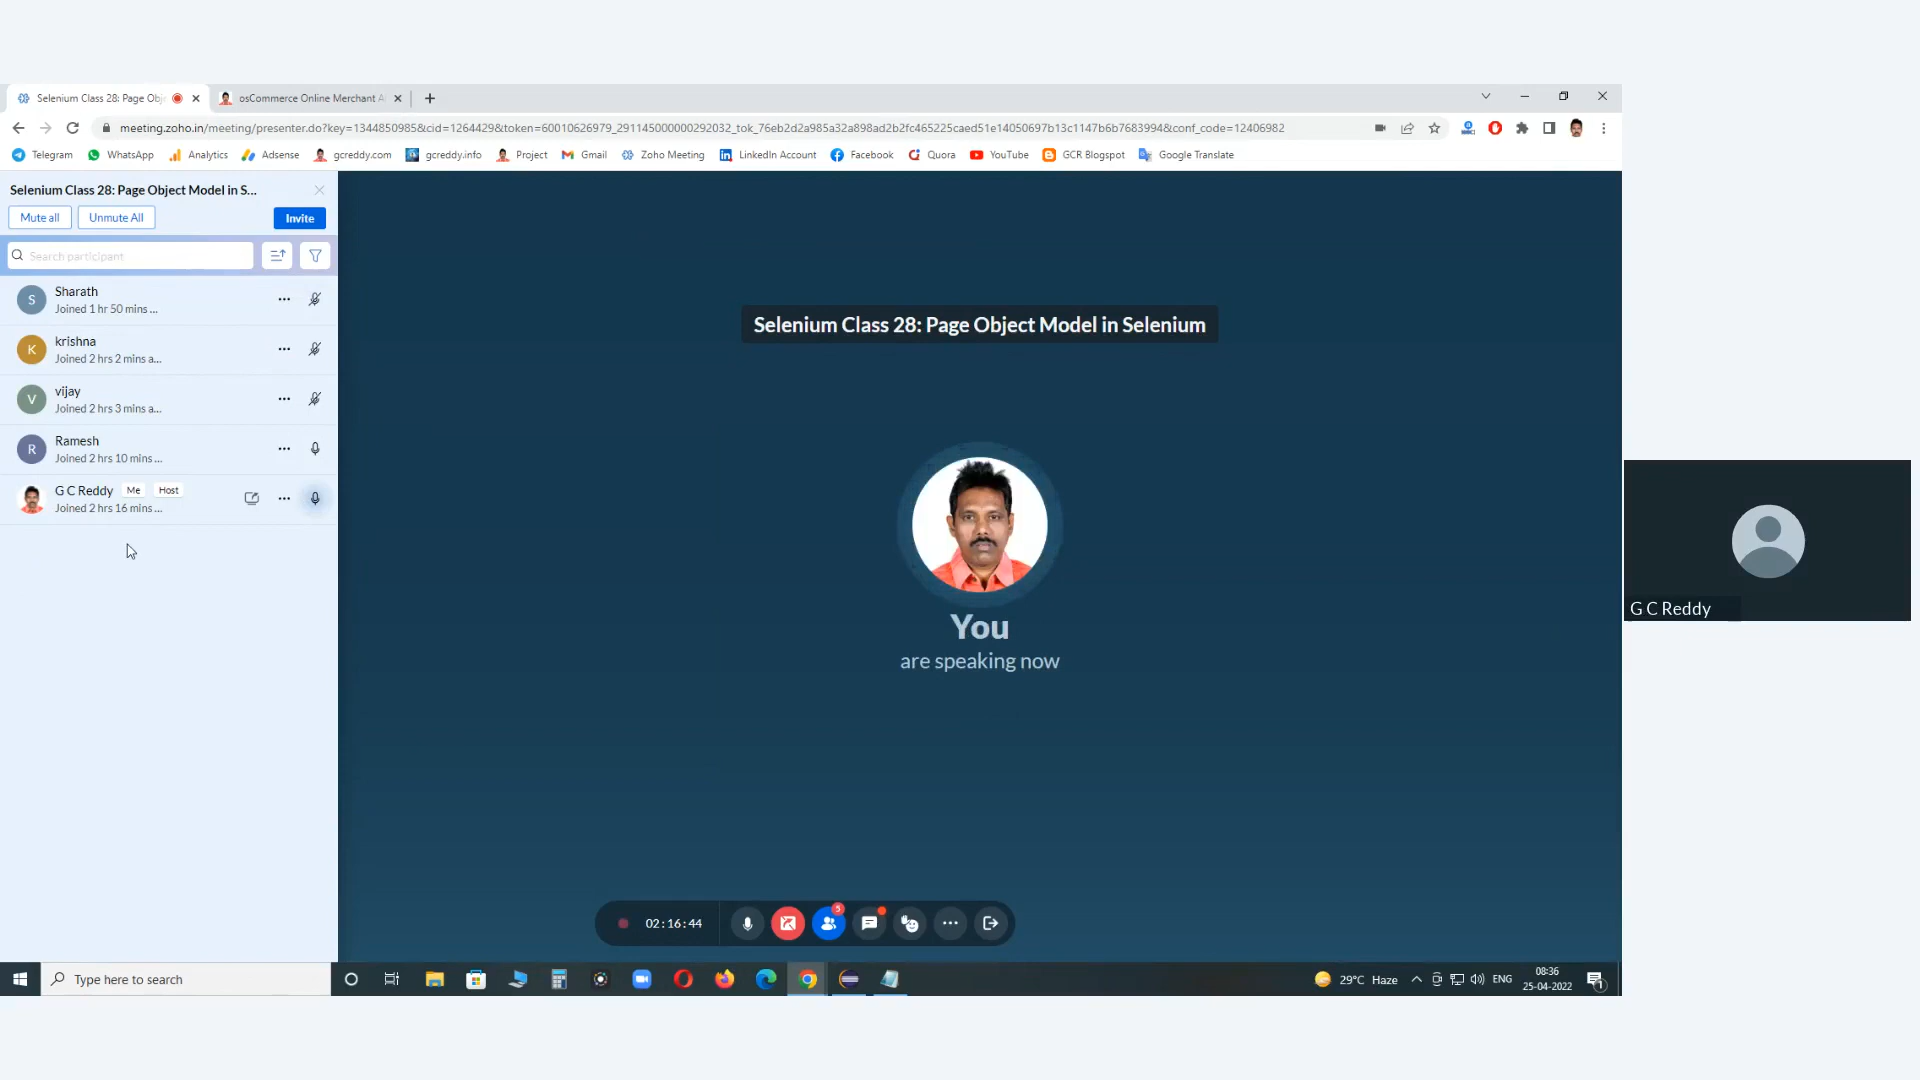 Selenium Class 28: Page Obj
osCommerce Online Merchant A
meeting.zoho.in/meeting/presenter.do?key=1344850985&cid=1264429&token=60010626979_291145000000292032_tok_76eb2d2a985a32a898ad2b2fc465225caed51e14050697b13c1147b6b7683994&conf_code=12406982
Telegram WhatsApp Analytics Adsense gcreddy.com gcreddy.info Project Gmail Zoho Meeting LinkedIn Account Facebook Quora YouTube GCR Blogspot Google Translate
Selenium Class 28: Page Object Model in S...
Mute all Unmute All Invite
Search participant
S
Sharath
Joined 1 hr 50 mins ...
K
krishna
Joined 2 hrs 2 mins a...
V
vijay
Joined 2 hrs 3 mins a...
R
Ramesh
Joined 2 hrs 10 mins ...
G C Reddy Me Host
Joined 2 hrs 16 mins ...
Selenium Class 28: Page Object Model in Selenium
You
are speaking now
G C Reddy
02:16:44
5
Type here to search
29°C Haze
ENG
08:36
25-04-2022
1